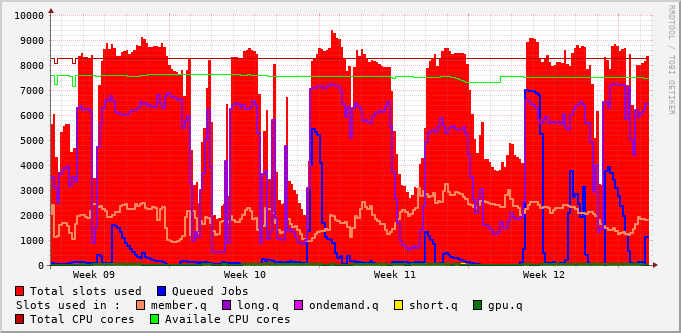 10000
9000
8000
7000
6000
5000
4000
3000
2000
1000
0
Week 09 Week 10 Week 11 Week 12
RRDTOOL / TOBI OETIKER
Total slots used Queued Jobs
Slots used in : member.q long.q ondemand.q short.q gpu.q
Total CPU cores Availale CPU cores